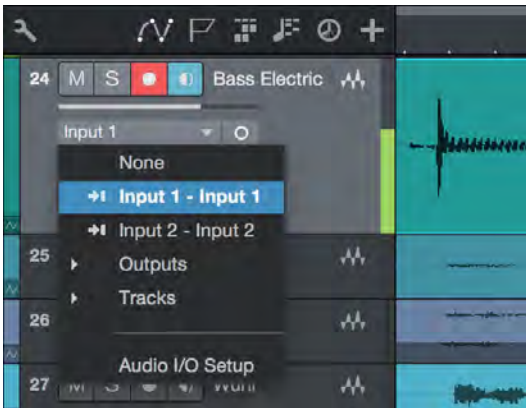 24 M S Bass Electric
Input 1
None
Input 1 - Input 1
Input 2 - Input 2
25
Outputs
Tracks
26
Audio I/O Setup
27